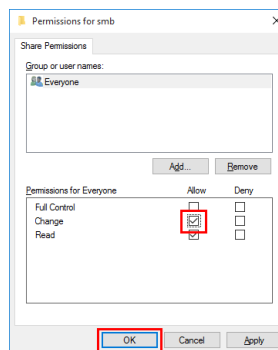 Permissions for smb
Share Permissions
Group or user names:
Everyone
Add... Remove
Permissions for Everyone Allow Deny
Full Control
Change
Read
OK Cancel Apply